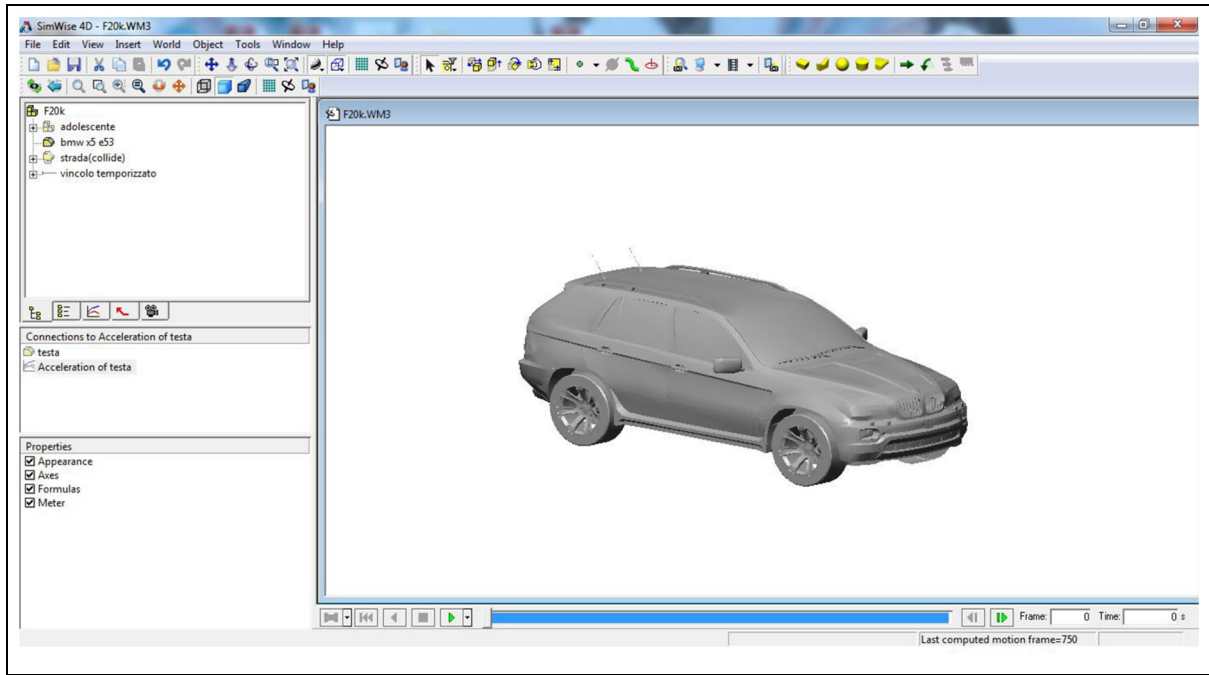 SimWise 4D - F20k.WM3
File Edit View Insert World Object Tools Window Help
F20k
adolescente
bmw x5 e53
strada(collide)
vincolo temporizzato
Connections to Acceleration of testa
testa
Acceleration of testa
Properties
Appearance
Axes
Formulas
Meter
F20k.WM3
Frame: 0 Time: 0 s
Last computed motion frame=750